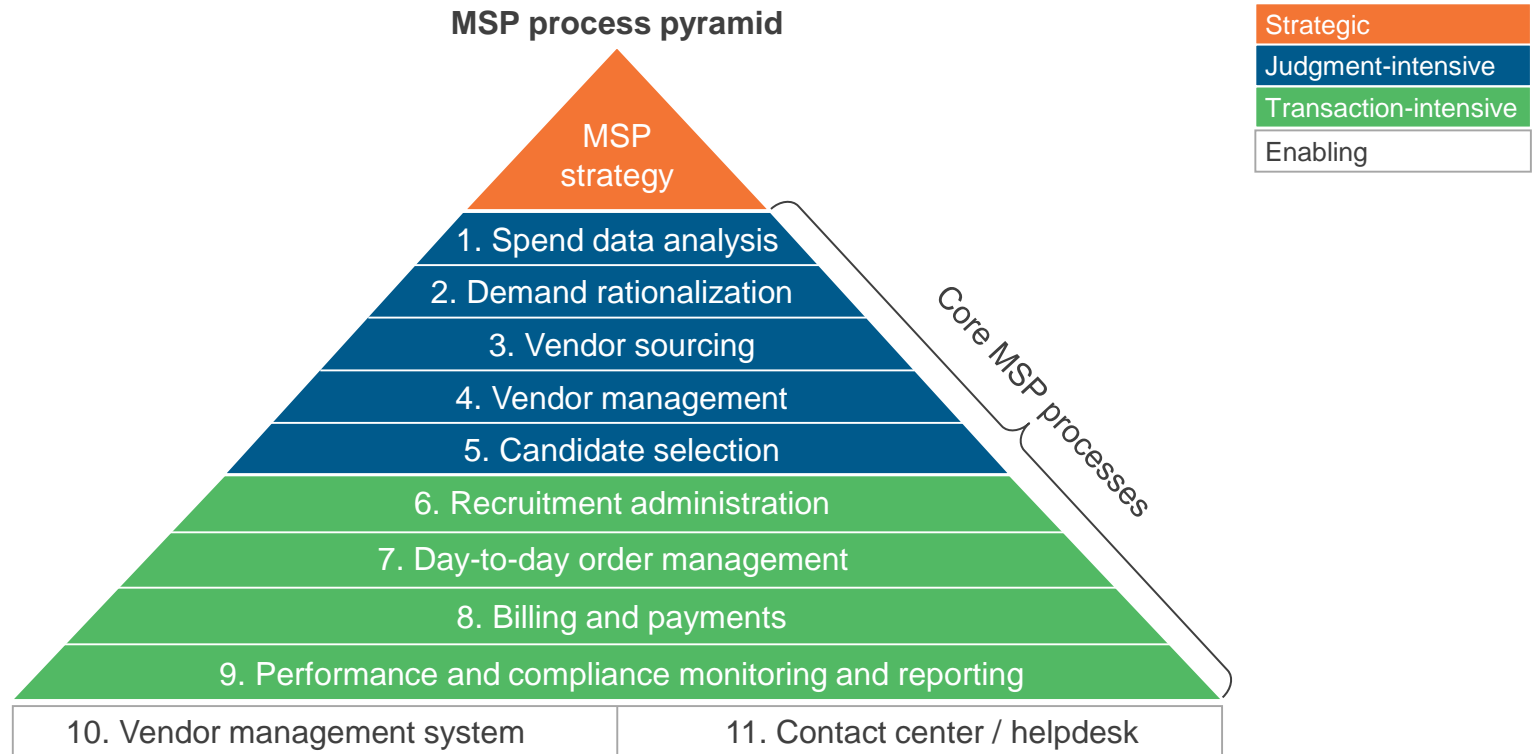 MSP process pyramid
Strategic
Judgment-intensive
Transaction-intensive
Enabling
MSP
strategy
1. Spend data analysis
2. Demand rationalization
3. Vendor sourcing
4. Vendor management
5. Candidate selection
6. Recruitment administration
7. Day-to-day order management
8. Billing and payments
9. Performance and compliance monitoring and reporting
Core MSP processes
10. Vendor management system
11. Contact center / helpdesk